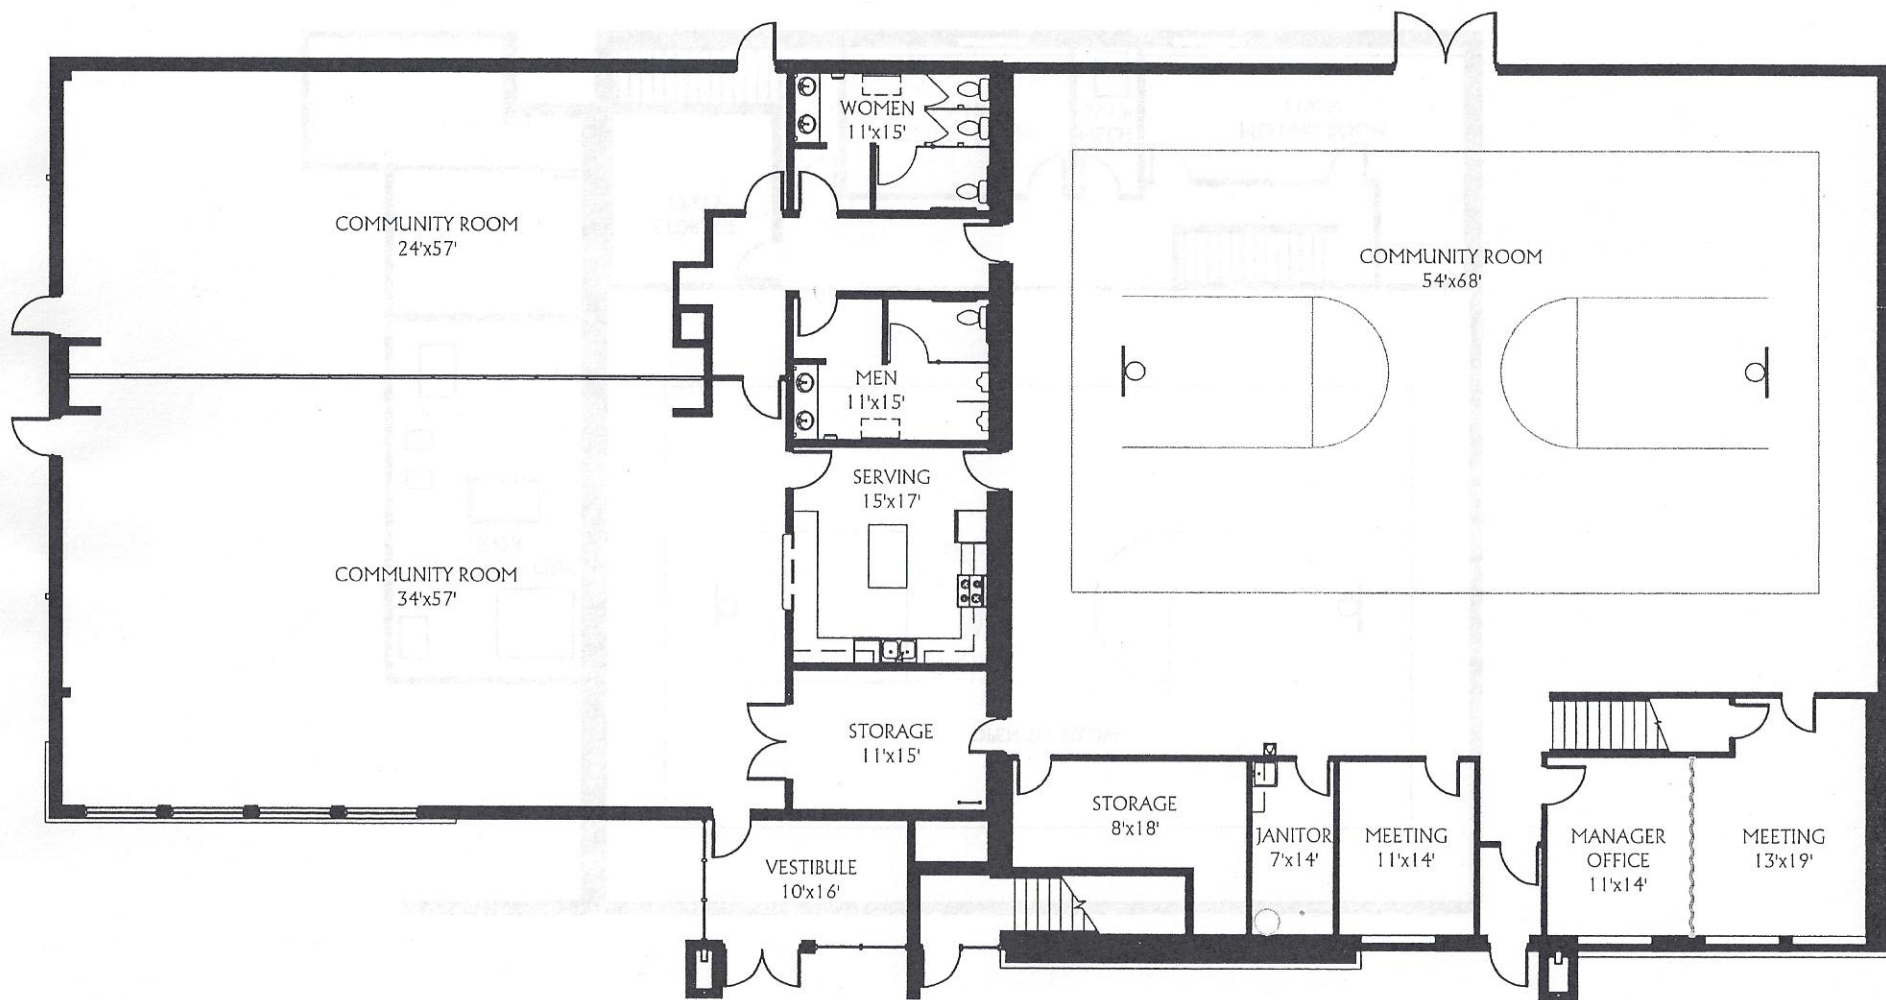 WOMEN
11'x15'
COMMUNITY ROOM
24'x57'
COMMUNITY ROOM
54'x68'
MEN
11'x15'
SERVING
15'x17'
COMMUNITY ROOM
34'x57'
STORAGE
11'x15'
STORAGE
8'x18'
JANITOR
7'x14'
MEETING
11'x14'
MANAGER
OFFICE
11'x14'
MEETING
13'x19'
VESTIBULE
10'x16'